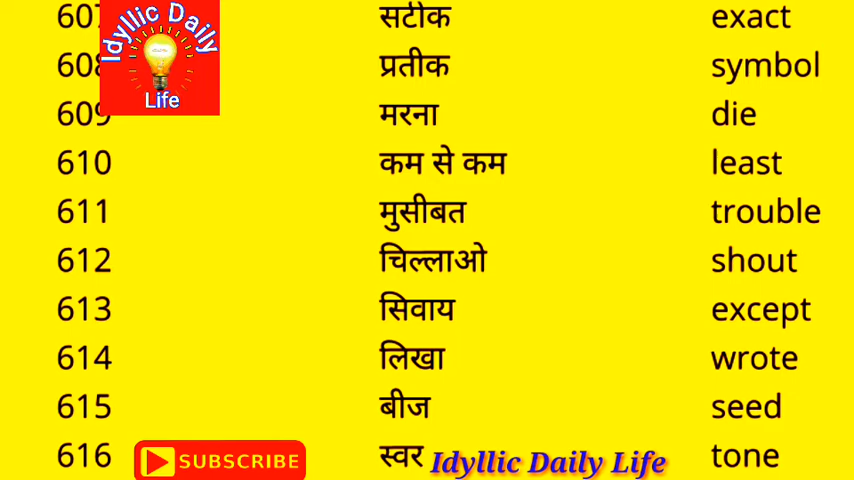 607 सटीक exact
608 प्रतीक symbol
609 मरना die
610 कम से कम least
611 मुसीबत trouble
612 चिल्लाओ shout
613 सिवाय except
614 लिखा wrote
615 बीज seed
616 स्वर tone
Idyllic Daily
Life
SUBSCRIBE
Idyllic Daily Life